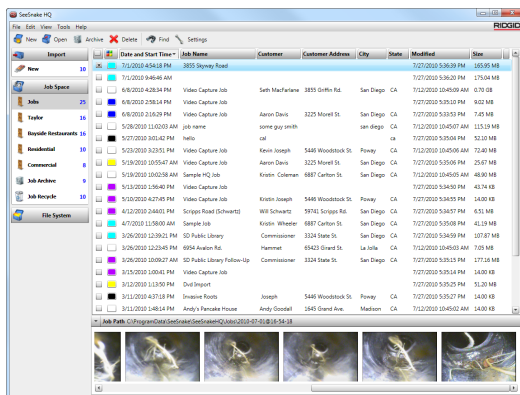 SeeSnake HQ
File Edit View Tools Help
RIDGID
New Open Archive Delete Find Settings
Import
New 10
Job Space
Jobs 25
Taylor 16
Bayside Restaurants 16
Residential 10
Commercial 8
Job Archive 9
Job Recycle 10
File System
Date and Start Time Job Name Customer Customer Address City State Modified Size
7/1/2010 4:54:18 PM 3855 Skyway Road 7/27/2010 5:36:39 PM 165.95 MB
7/1/2010 9:46:46 AM 7/27/2010 5:36:20 PM 175.04 MB
6/8/2010 4:28:34 PM Video Capture Job Seth MacFarlane 3855 Griffin Rd. San Diego CA 7/12/2010 10:45:09 AM 0.70 GB
6/8/2010 2:58:14 PM Video Capture Job 7/27/2010 5:35:10 PM 9.02 MB
6/8/2010 2:16:29 PM Video Capture Job Aaron Davis 3225 Morell St. San Diego CA 7/27/2010 5:33:53 PM 7.45 MB
5/28/2010 11:02:03 AM job name some guy smith san diego CA 7/12/2010 10:45:07 AM 115.19 MB
5/27/2010 3:01:42 PM hello cal ca 7/27/2010 5:35:04 PM 52.10 MB
5/23/2010 3:23:51 PM Video Capture Job Kevin Joseph 5446 Woodstock St. Poway CA 7/12/2010 10:45:06 AM 72.40 MB
5/19/2010 10:55:47 AM Video Capture Job Aaron Davis 3225 Morell St. San Diego CA 7/27/2010 5:35:06 PM 25.67 MB
5/19/2010 10:02:58 AM Sample HQ Job Kristin Coleman 6887 Carlton St. San Diego CA 7/12/2010 10:45:05 AM 48.90 MB
5/13/2010 1:56:40 PM Video Capture Job 7/27/2010 5:34:50 PM 43.74 KB
5/10/2010 4:27:45 PM Video Capture Job Kristin Joseph 5446 Woodstock St. Poway CA 7/27/2010 5:34:55 PM 14.00 KB
4/12/2010 2:44:01 PM Scripps Road (Schwartz) Will Schwartz 59741 Scripps Rd. San Diego CA 7/27/2010 5:34:57 PM 6.51 MB
4/7/2010 11:58:00 AM Sample Job Kristin Wheeler 6887 Carlton St. San Diego CA 7/27/2010 5:35:08 PM 41.19 MB
3/26/2010 12:39:21 PM SD Public Library Commissioner 3324 State St. San Diego CA 7/27/2010 5:34:59 PM 107.87 MB
3/26/2010 12:23:45 PM 6954 Avalon Rd. Hammet 65423 Girard St. La Jolla CA 7/12/2010 10:45:03 AM 7.05 MB
3/26/2010 10:09:27 AM SD Public Library Follow-Up Commissioner 3324 State St. San Diego CA 7/27/2010 5:35:15 PM 177.16 MB
3/15/2010 1:00:41 PM Video Capture Job 7/27/2010 5:35:14 PM 14.00 KB
3/12/2010 1:13:50 PM Dvd Import 7/27/2010 5:35:25 PM 51.20 MB
3/11/2010 4:37:18 PM Invasive Roots Joseph 5446 Woodstock St. Poway CA 7/27/2010 5:35:27 PM 14.00 KB
3/11/2010 1:48:14 PM Andy's Pancake House Andy Goodall 1645 Grand Ave. Madison CA 7/12/2010 10:45:02 AM 14.00 KB
Job Path C:\ProgramData\SeeSnake\SeeSnakeHQ\Jobs\2010-07-01@16-54-18